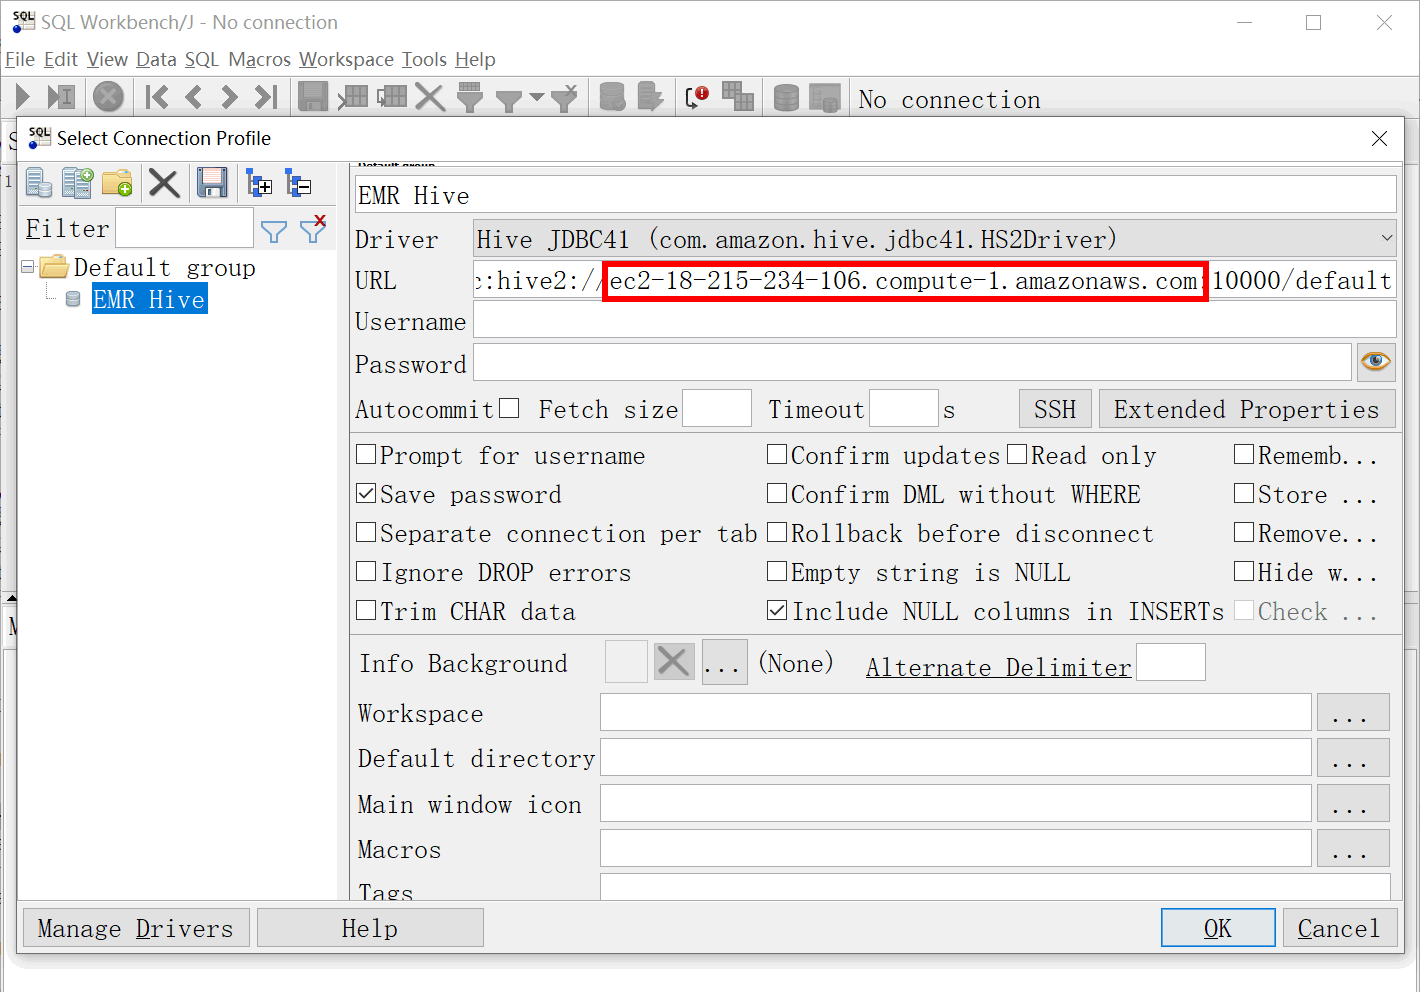 SQL Workbench/J - No connection
File Edit View Data SQL Macros Workspace Tools Help
No connection
SQL Select Connection Profile
Default group
EMR Hive
Filter
Driver Hive JDBC41 (com.amazon.hive.jdbc41.HS2Driver)
Default group
URL :hive2://ec2-18-215-234-106.compute-1.amazonaws.com:10000/default
EMR Hive
Username
Password
Autocommit Fetch size Timeout s SSH Extended Properties
Prompt for username Confirm updates Read only Rememb...
Save password Confirm DML without WHERE Store ...
Separate connection per tab Rollback before disconnect Remove...
Ignore DROP errors Empty string is NULL Hide w...
Trim CHAR data Include NULL columns in INSERTs Check ...
Info Background ... (None) Alternate Delimiter
Workspace ...
Default directory ...
Main window icon ...
Macros ...
Tags
Manage Drivers Help OK Cancel